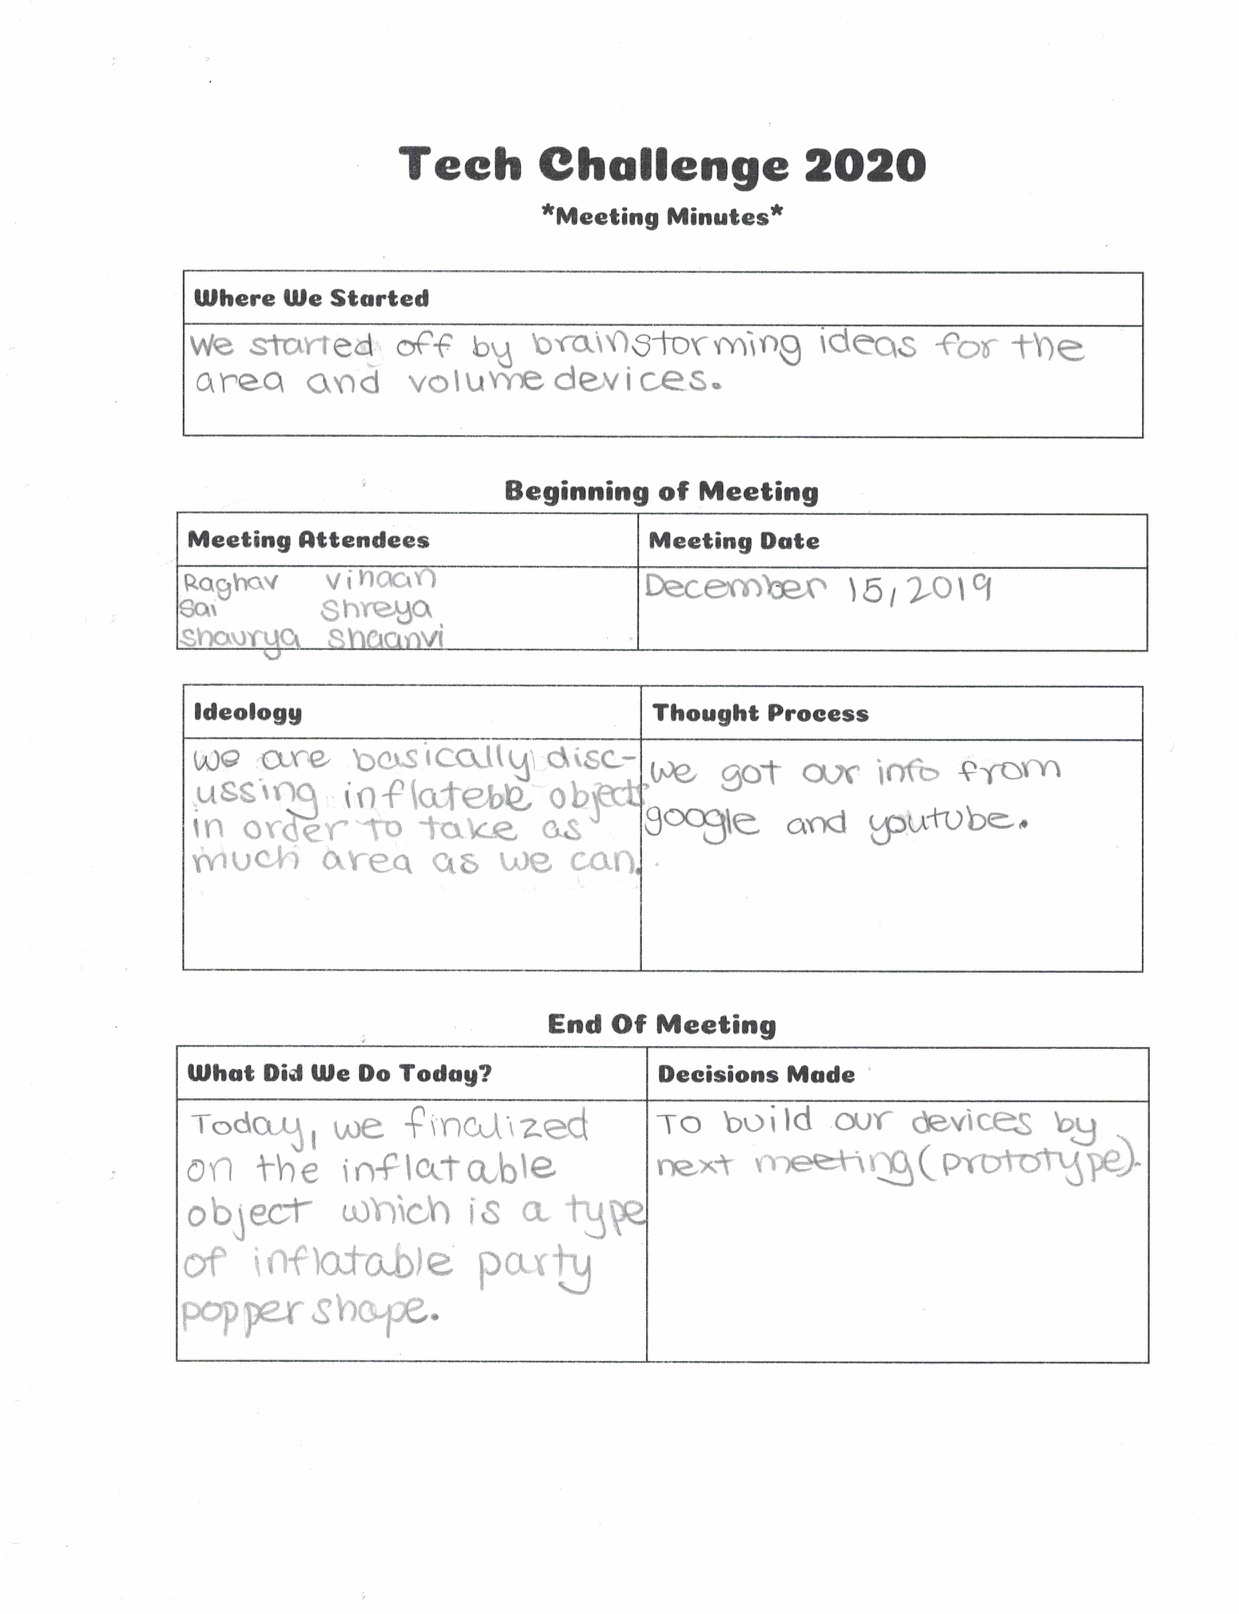 Tech Challenge 2020
*Meeting Minutes*
Where We Started
We started off by brainstorming ideas for the
area and volume devices.
Beginning of Meeting
Meeting Attendees
Meeting Date
Raghav Vihaan
Sai Shreya
Shaurya Shaanvi
December 15, 2019
Ideology
Thought Process
We are basically disc-
ussing inflateble objects
in order to take as
much area as we can.
We got our info from
google and youtube.
End Of Meeting
What Did We Do Today?
Decisions Made
Today, we finalized
on the inflatable
object which is a type
of inflatable party
popper shape.
To build our devices by
next meeting (prototype).